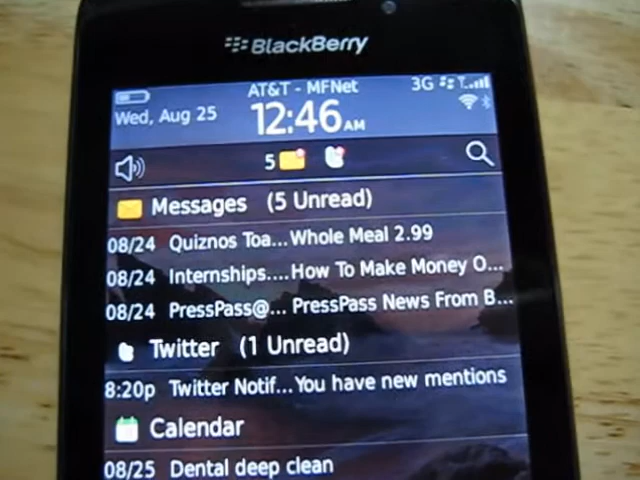 BlackBerry
AT&T - MFNet
3G
Wed, Aug 25
12:46 AM
5
Messages (5 Unread)
08/24 Quiznos Toa... Whole Meal 2.99
08/24 Internships.... How To Make Money O...
08/24 PressPass@... PressPass News From B...
Twitter (1 Unread)
8:20p Twitter Notif... You have new mentions
Calendar
08/25 Dental deep clean